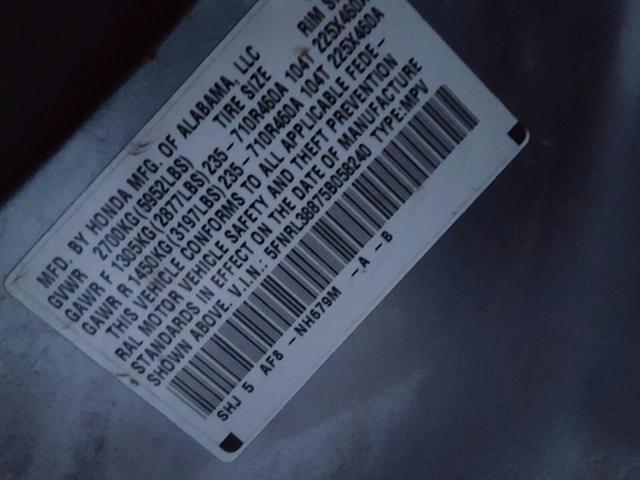 MFD. BY HONDA MFG. OF ALABAMA, LLC
GVWR 2700KG(5952LBS) TIRE SIZE RIM S
GAWR F 1305KG(2877LBS)235-710R460A 104T 225X460A
GAWR R 1450KG(3197LBS)235-710R460A 104T 225X460A
THIS VEHICLE CONFORMS TO ALL APPLICABLE FEDE-
RAL MOTOR VEHICLE SAFETY AND THEFT PREVENTION
STANDARDS IN EFFECT ON THE DATE OF MANUFACTURE
SHOWN ABOVE. V.I.N.: 5FNRL38875B058240 TYPE:MPV
SHJ 5 AF8 -NH679M -A -B